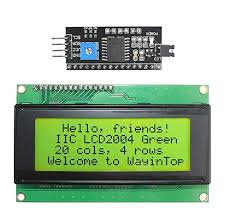 Hello, friends!
IIC LCD2004 Green
20 cols, 4 rows
Welcome to WayinTop